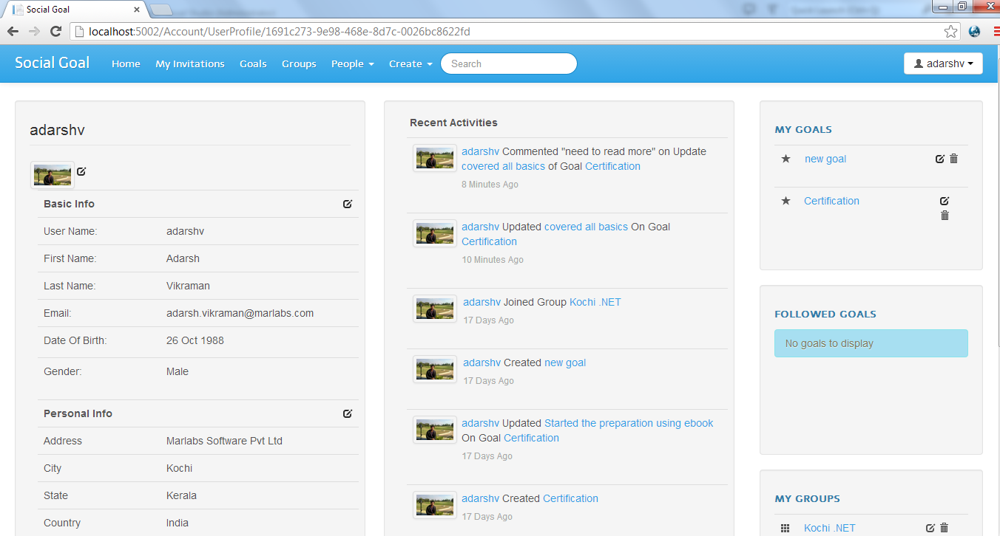 Social Goal
localhost:5002/Account/UserProfile/1691c273-9e98-468e-8d7c-0026bc8622fd
Social Goal Home My Invitations Goals Groups People Create Search adarshv
adarshv
Basic Info
User Name: adarshv
First Name: Adarsh
Last Name: Vikraman
Email: adarsh.vikraman@marlabs.com
Date Of Birth: 26 Oct 1988
Gender: Male
Personal Info
Address Marlabs Software Pvt Ltd
City Kochi
State Kerala
Country India
Recent Activities
adarshv Commented "need to read more" on Update
covered all basics of Goal Certification
8 Minutes Ago
adarshv Updated covered all basics On Goal
Certification
10 Minutes Ago
adarshv Joined Group Kochi .NET
17 Days Ago
adarshv Created new goal
17 Days Ago
adarshv Updated Started the preparation using ebook
On Goal Certification
17 Days Ago
adarshv Created Certification
17 Days Ago
MY GOALS
new goal
Certification
FOLLOWED GOALS
No goals to display
MY GROUPS
Kochi .NET